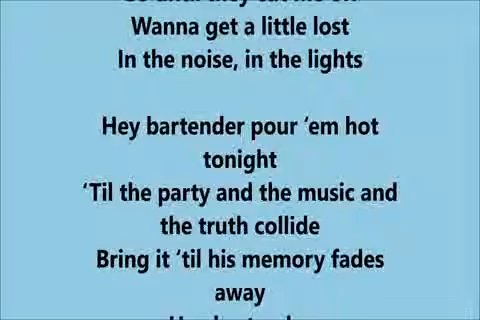 Wanna get a little lost
In the noise, in the lights
Hey bartender pour ‘em hot
tonight
‘Til the party and the music and
the truth collide
Bring it ‘til his memory fades
away